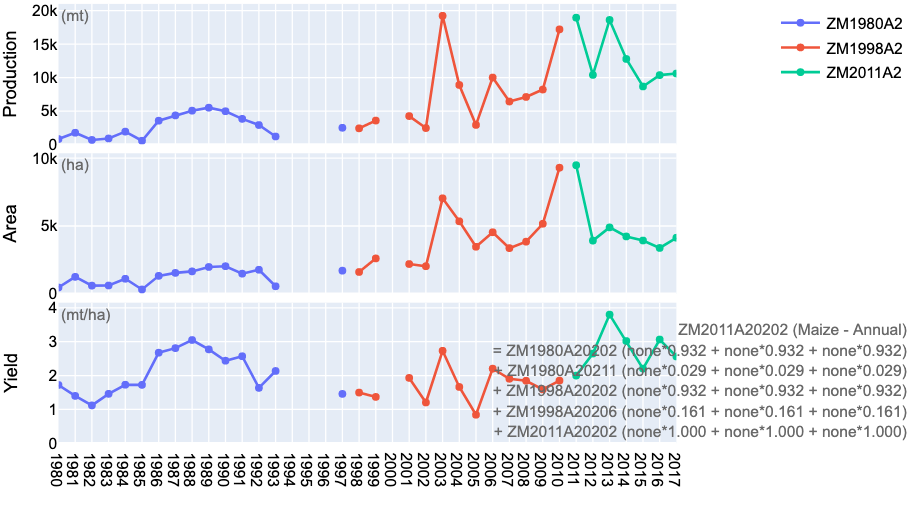 20k
(mt)
15k
10k
5k
0
Production
ZM1980A2
ZM1998A2
ZM2011A2
10k
(ha)
5k
0
Area
4
(mt/ha)
3
2
1
0
Yield
ZM2011A20202 (Maize - Annual)
= ZM1980A20202 (none*0.932 + none*0.932 + none*0.932)
+ ZM1980A20211 (none*0.029 + none*0.029 + none*0.029)
+ ZM1998A20202 (none*0.932 + none*0.932 + none*0.932)
+ ZM1998A20206 (none*0.161 + none*0.161 + none*0.161)
+ ZM2011A20202 (none*1.000 + none*1.000 + none*1.000)
1980
1981
1982
1983
1984
1985
1986
1987
1988
1989
1990
1991
1992
1993
1994
1995
1996
1997
1998
1999
2000
2001
2002
2003
2004
2005
2006
2007
2008
2009
2010
2011
2012
2013
2014
2015
2016
2017